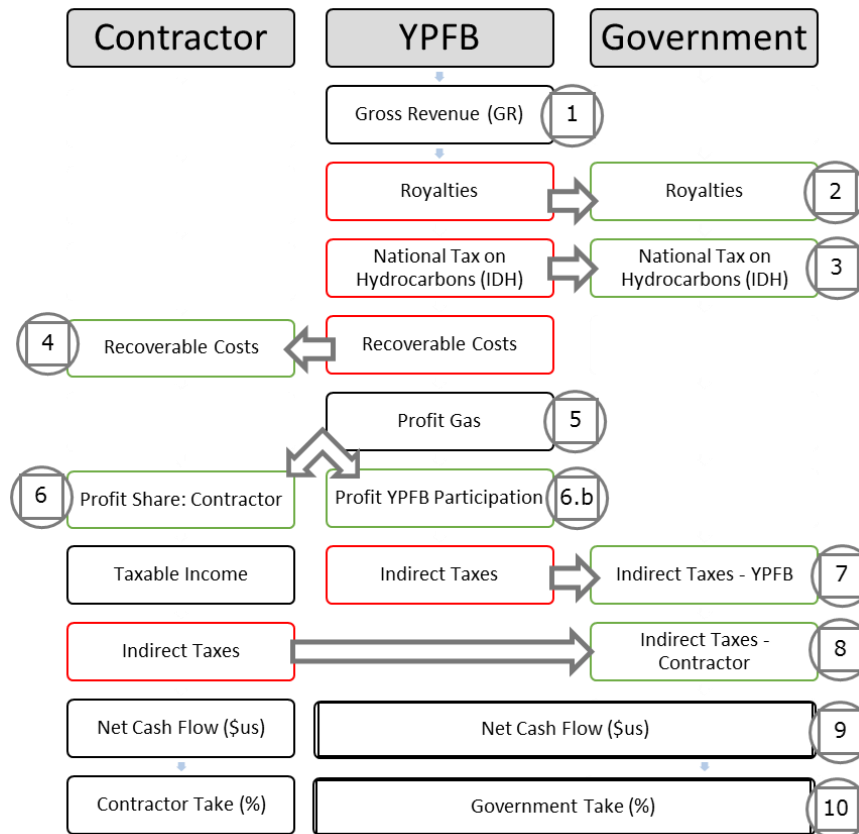 Contractor
YPFB
Government
Gross Revenue (GR)
1
Royalties
Royalties
2
National Tax on
Hydrocarbons (IDH)
National Tax on
Hydrocarbons (IDH)
3
4
Recoverable Costs
Recoverable Costs
Profit Gas
5
6
Profit Share: Contractor
Profit YPFB Participation
6.b
Taxable Income
Indirect Taxes
Indirect Taxes - YPFB
7
Indirect Taxes
Indirect Taxes -
Contractor
8
Net Cash Flow ($us)
Net Cash Flow ($us)
9
Contractor Take (%)
Government Take (%)
10